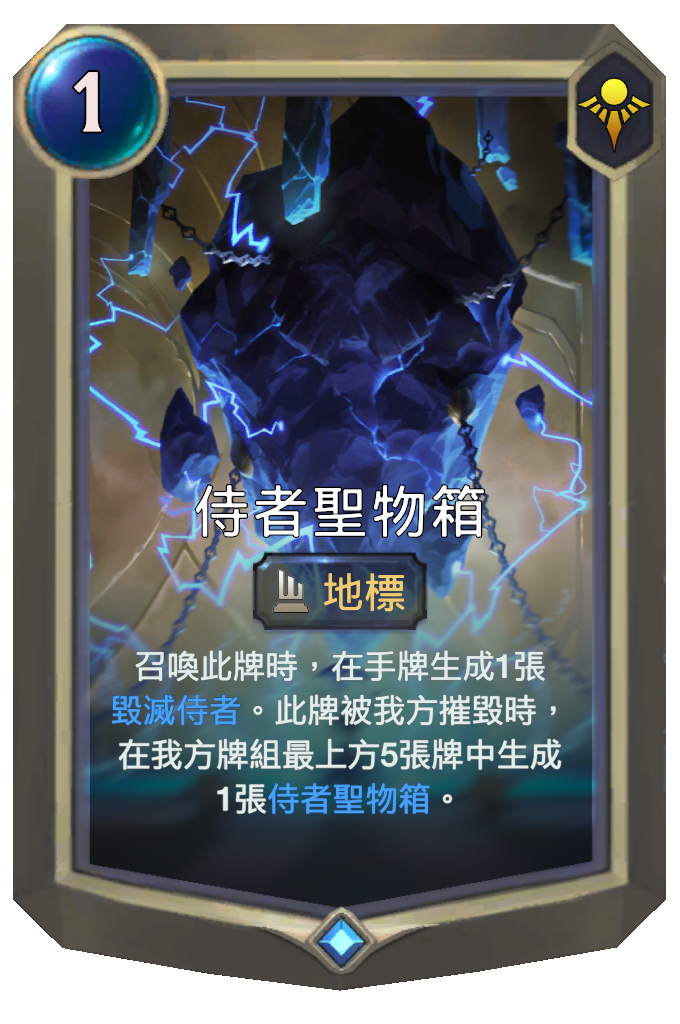 1
侍者聖物箱
地標
召喚此牌時，在手牌生成1張
毀滅侍者。此牌被我方摧毀時，
在我方牌組最上方5張牌中生成
1張侍者聖物箱。